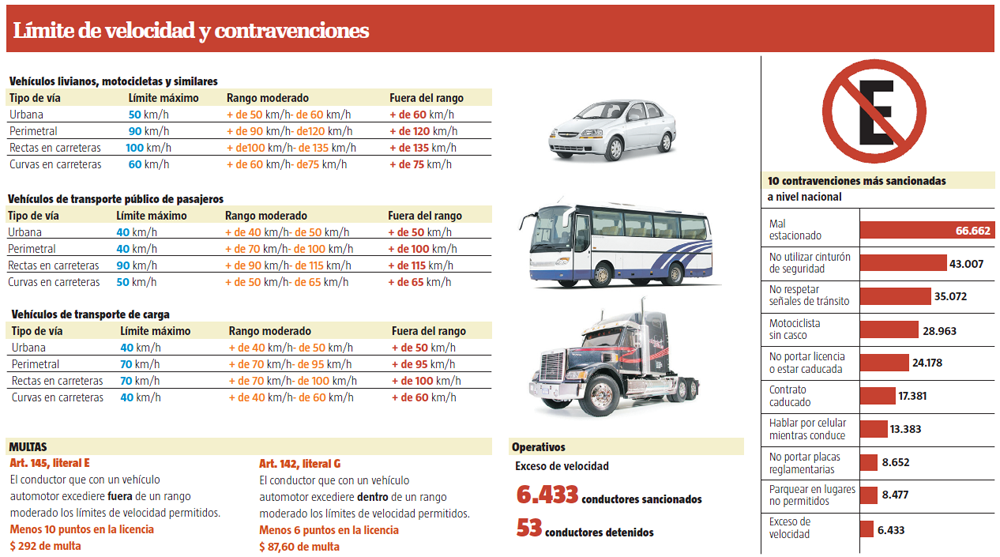 Límite de velocidad y contravenciones
Vehículos livianos, motocicletas y similares
Tipo de vía Límite máximo Rango moderado Fuera del rango
Urbana 50 km/h + de 50 km/h- de 60 km/h + de 60 km/h
Perimetral 90 km/h + de 90 km/h- de120 km/h + de 120 km/h
Rectas en carreteras 100 km/h + de100 km/h- de 135 km/h + de 135 km/h
Curvas en carreteras 60 km/h + de 60 km/h- de75 km/h + de 75 km/h
Vehículos de transporte público de pasajeros
Tipo de vía Límite máximo Rango moderado Fuera del rango
Urbana 40 km/h + de 40 km/h- de 50 km/h + de 50 km/h
Perimetral 40 km/h + de 70 km/h- de 100 km/h + de 100 km/h
Rectas en carreteras 90 km/h + de 90 km/h- de 115 km/h + de 115 km/h
Curvas en carreteras 50 km/h + de 50 km/h- de 65 km/h + de 65 km/h
Vehículos de transporte de carga
Tipo de vía Límite máximo Rango moderado Fuera del rango
Urbana 40 km/h + de 40 km/h- de 50 km/h + de 50 km/h
Perimetral 70 km/h + de 70 km/h- de 95 km/h + de 95 km/h
Rectas en carreteras 70 km/h + de 70 km/h- de 100 km/h + de 100 km/h
Curvas en carreteras 40 km/h + de 40 km/h- de 60 km/h + de 60 km/h
MULTAS
Art. 145, literal E
El conductor que con un vehículo
automotor excediere fuera de un rango
moderado los límites de velocidad permitidos.
Menos 10 puntos en la licencia
$ 292 de multa
Art. 142, literal G
El conductor que con un vehículo
automotor excediere dentro de un rango
moderado los límites de velocidad permitidos.
Menos 6 puntos en la licencia
$ 87,60 de multa
Operativos
Exceso de velocidad
6.433 conductores sancionados
53 conductores detenidos
E
10 contravenciones más sancionadas
a nivel nacional
Mal
estacionado 66.662
No utilizar cinturón
de seguridad 43.007
No respetar
señales de tránsito 35.072
Motociclista
sin casco 28.963
No portar licencia
o estar caducada 24.178
Contrato
caducado 17.381
Hablar por celular
mientras conduce 13.383
No portar placas
reglamentarias 8.652
Parquear en lugares
no permitidos 8.477
Exceso de
velocidad 6.433